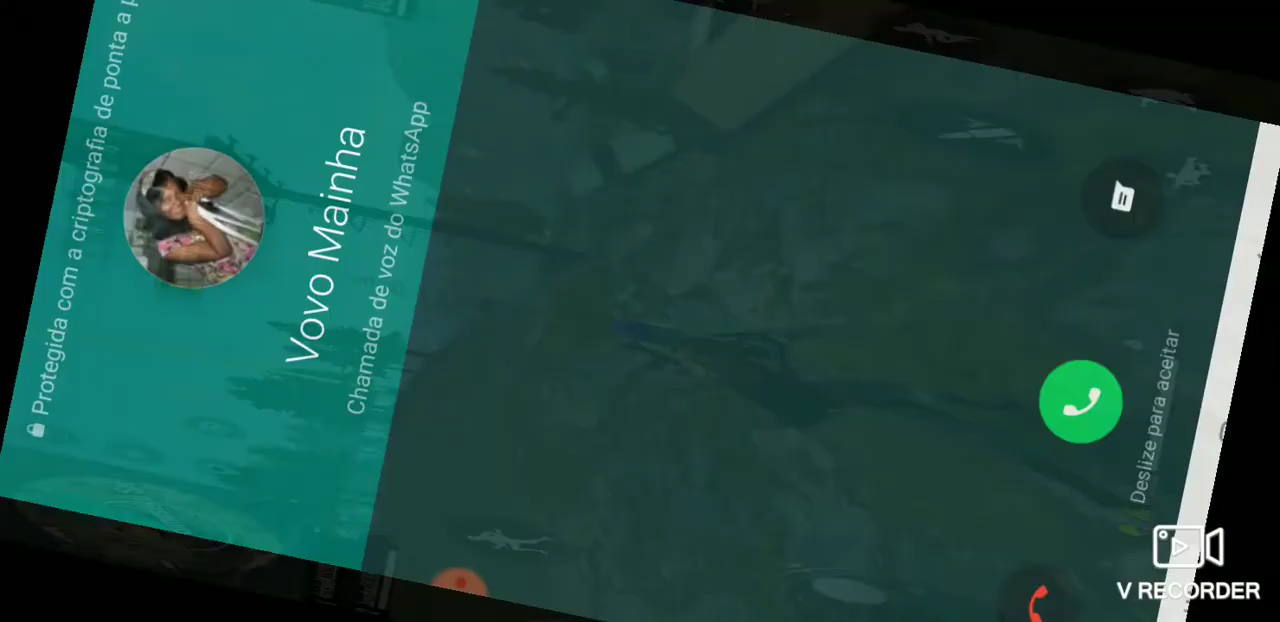 Protegida com a criptografia de ponta a p
Vovo Mainha
Chamada de voz do WhatsApp
Deslize para aceitar
V RECORDER